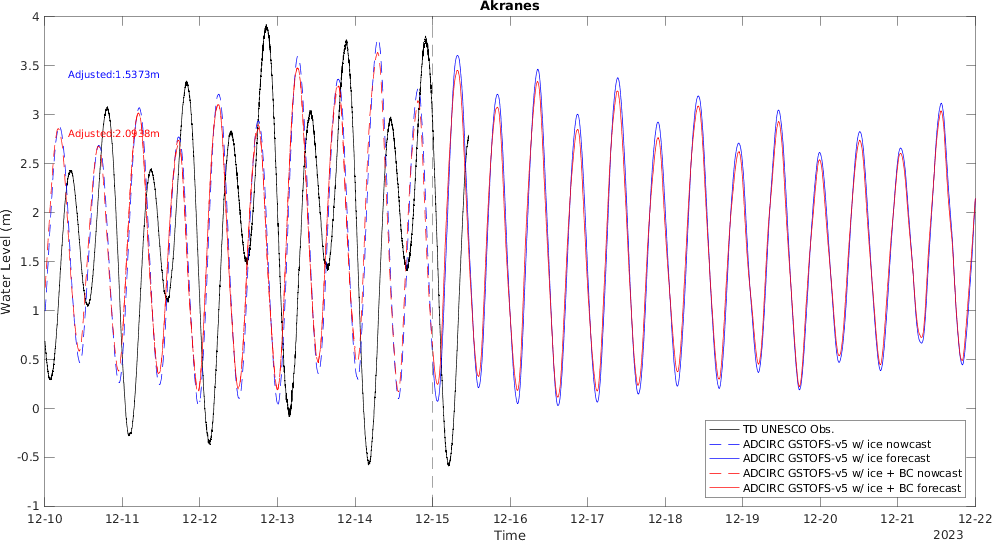 Akranes
4
3.5
3
2.5
2
1.5
1
0.5
0
-0.5
-1
Water Level (m)
Adjusted:1.5373m
Adjusted:2.0938m
TD UNESCO Obs.
ADCIRC GSTOFS-v5 w/ ice nowcast
ADCIRC GSTOFS-v5 w/ ice forecast
ADCIRC GSTOFS-v5 w/ ice + BC nowcast
ADCIRC GSTOFS-v5 w/ ice + BC forecast
12-10 12-11 12-12 12-13 12-14 12-15 12-16 12-17 12-18 12-19 12-20 12-21 12-22
Time 2023